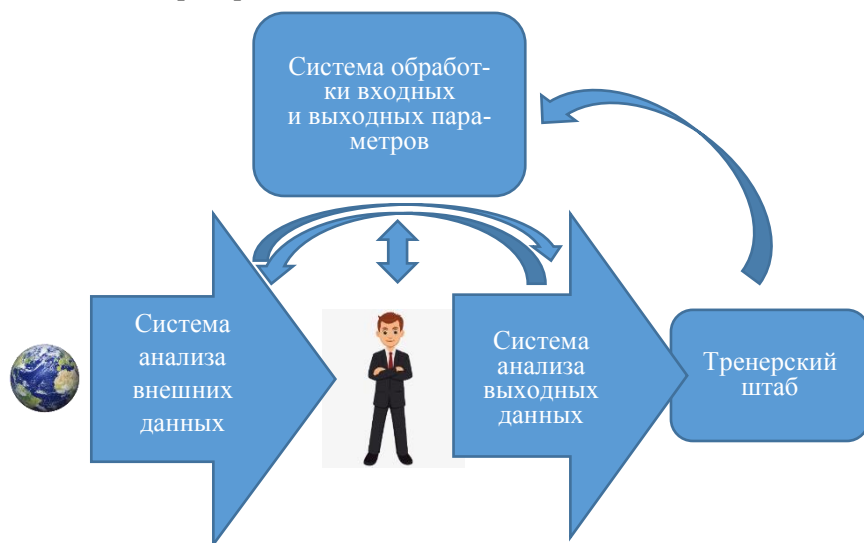 Система обработ-
ки входных
и выходных пара-
метров
Система
анализа
внешних
данных
Система
анализа
выходных
данных
Тренерский
штаб